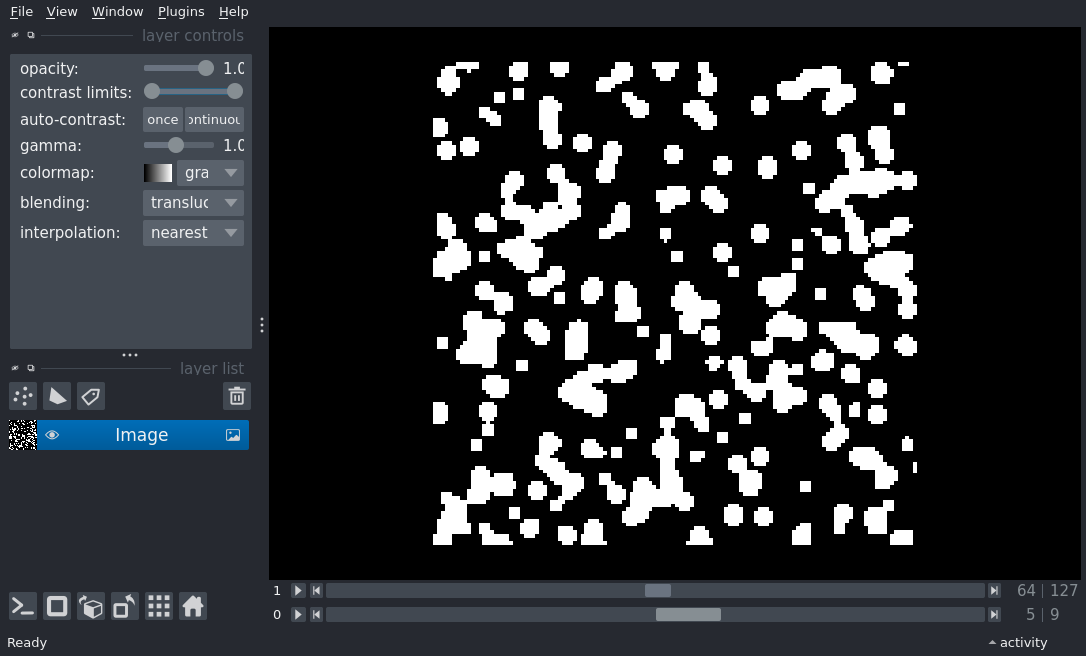 File View Window Plugins Help
layer controls
opacity: 1.0
contrast limits:
auto-contrast: once ontinuou
gamma: 1.0
colormap: gra
blending: transluc
interpolation: nearest
layer list
Image
1 64 127
0 5 9
Ready activity